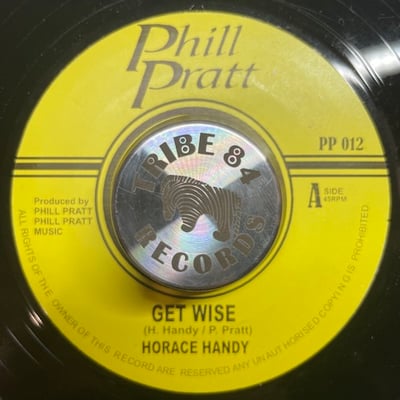 Phill
Pratt
PP 012
TRIBE 84
RECORDS
Produced by
PHILL PRATT
PHILL PRATT
MUSIC
A SIDE
45RPM
GET WISE
(H. Handy / P. Pratt)
HORACE HANDY
ALL RIGHTS OF THE OWNER OF THIS RECORD ARE RESERVED ANY UNAUTHORISED COPYING IS PROHIBITED